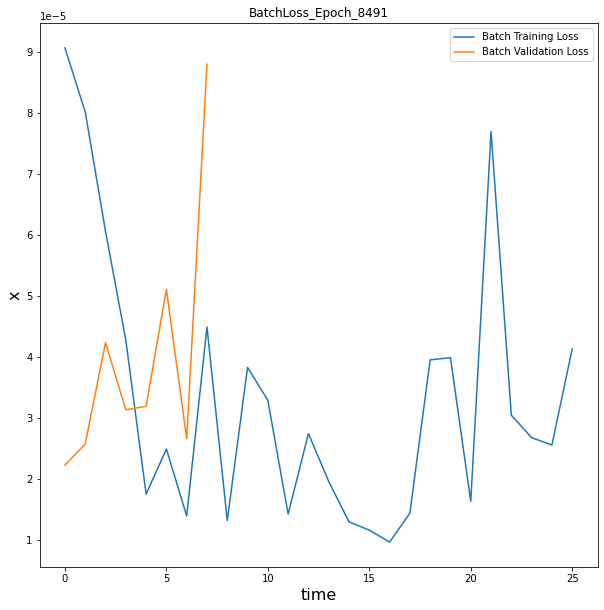 BatchLoss_Epoch_8491
1e−5
Batch Training Loss
Batch Validation Loss
9
8
7
6
5
4
3
2
1
x
0 5 10 15 20 25
time